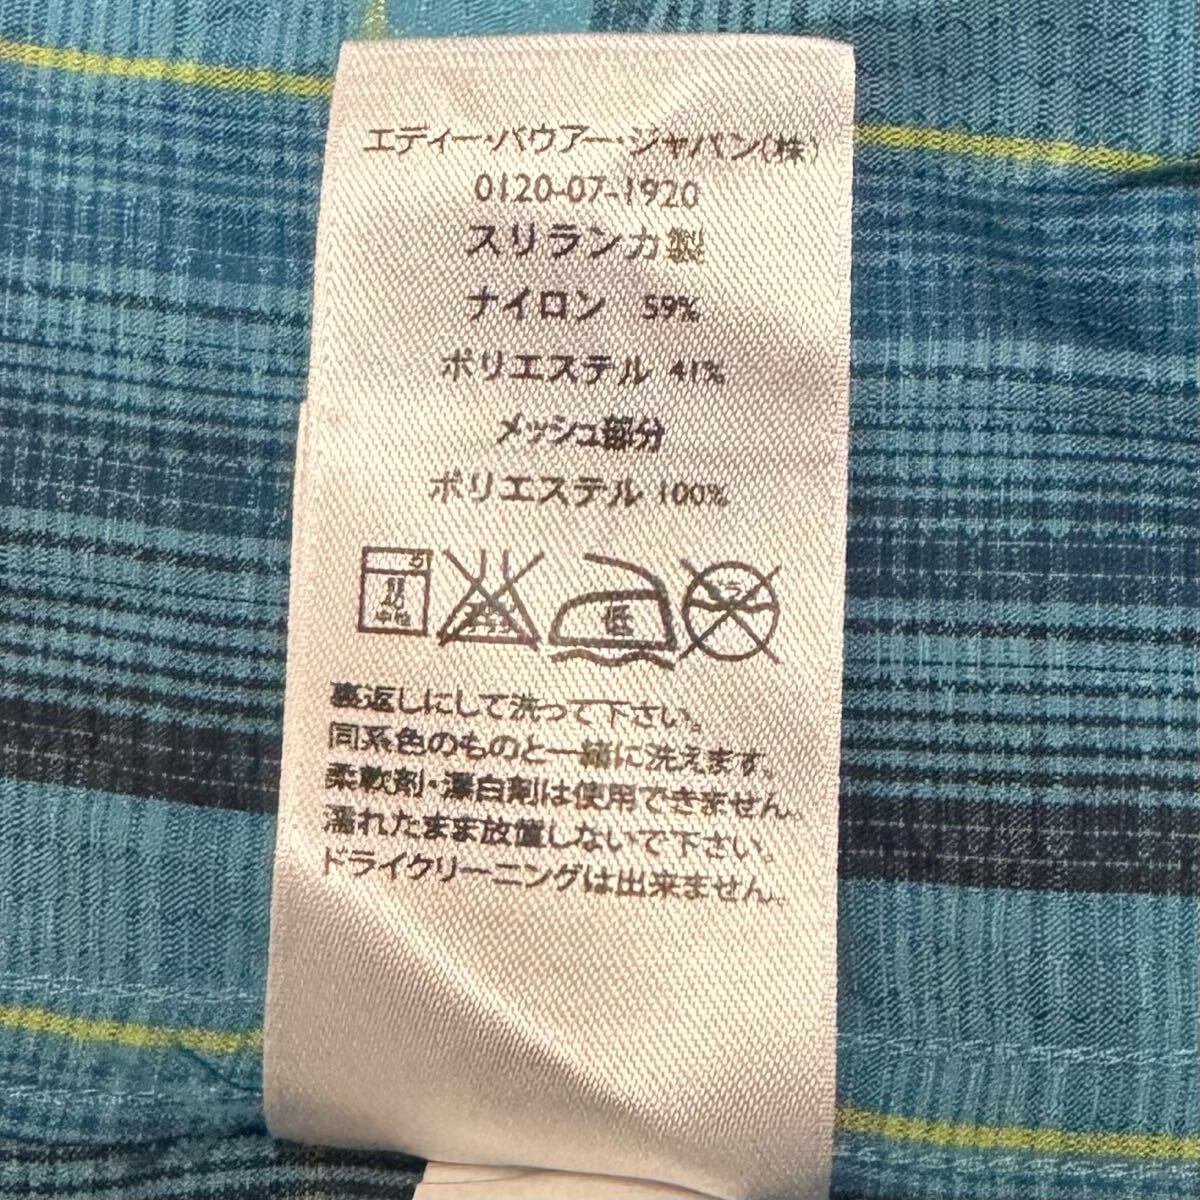 エディー・バウアー・ジャパン(株)
0120-07-1920
スリランカ製
ナイロン 59%
ポリエステル 41%
メッシュ部分
ポリエステル 100%
低
裏返しにして洗って下さい。
同系色のものと一緒に洗えます。
柔軟剤・漂白剤は使用できません。
濡れたまま放置しないで下さい。
ドライクリーニングは出来ません。